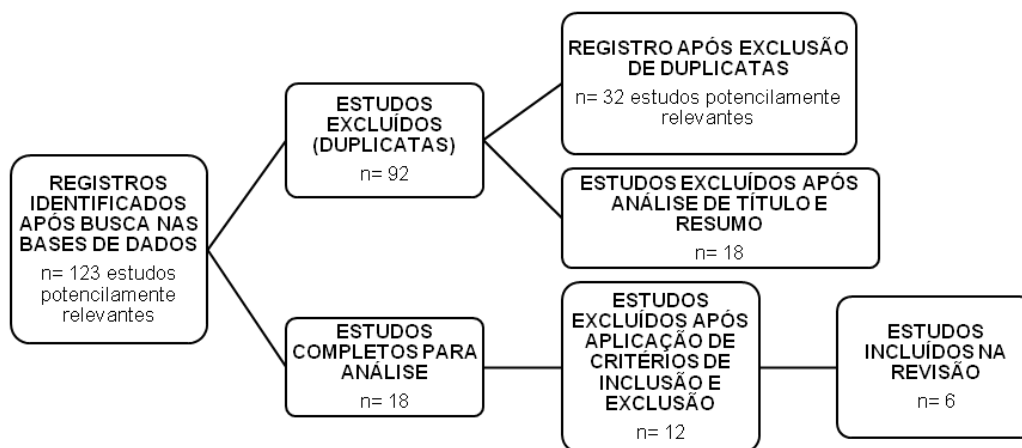 REGISTROS
IDENTIFICADOS
APÓS BUSCA NAS
BASES DE DADOS
n= 123 estudos
potencilamente
relevantes
ESTUDOS
EXCLUÍDOS
(DUPLICATAS)
n= 92
REGISTRO APÓS EXCLUSÃO
DE DUPLICATAS
n= 32 estudos potencilamente
relevantes
ESTUDOS EXCLUÍDOS APÓS
ANÁLISE DE TÍTULO E
RESUMO
n= 18
ESTUDOS
COMPLETOS PARA
ANÁLISE
n= 18
ESTUDOS
EXCLUÍDOS APÓS
APLICAÇÃO DE
CRITÉRIOS DE
INCLUSÃO E
EXCLUSÃO
n= 12
ESTUDOS
INCLUÍDOS NA
REVISÃO
n= 6